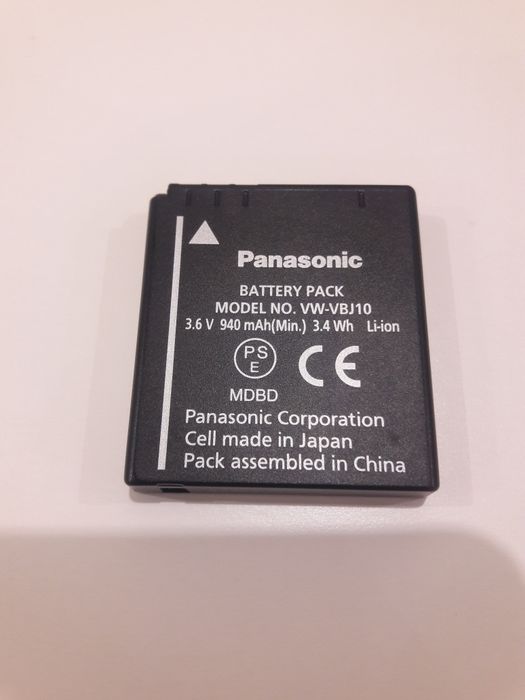 Panasonic
BATTERY PACK
MODEL NO. VW-VBJ10
3.6 V 940 mAh(Min.) 3.4 Wh Li-ion
PS
E
CE
MDBD
Panasonic Corporation
Cell made in Japan
Pack assembled in China